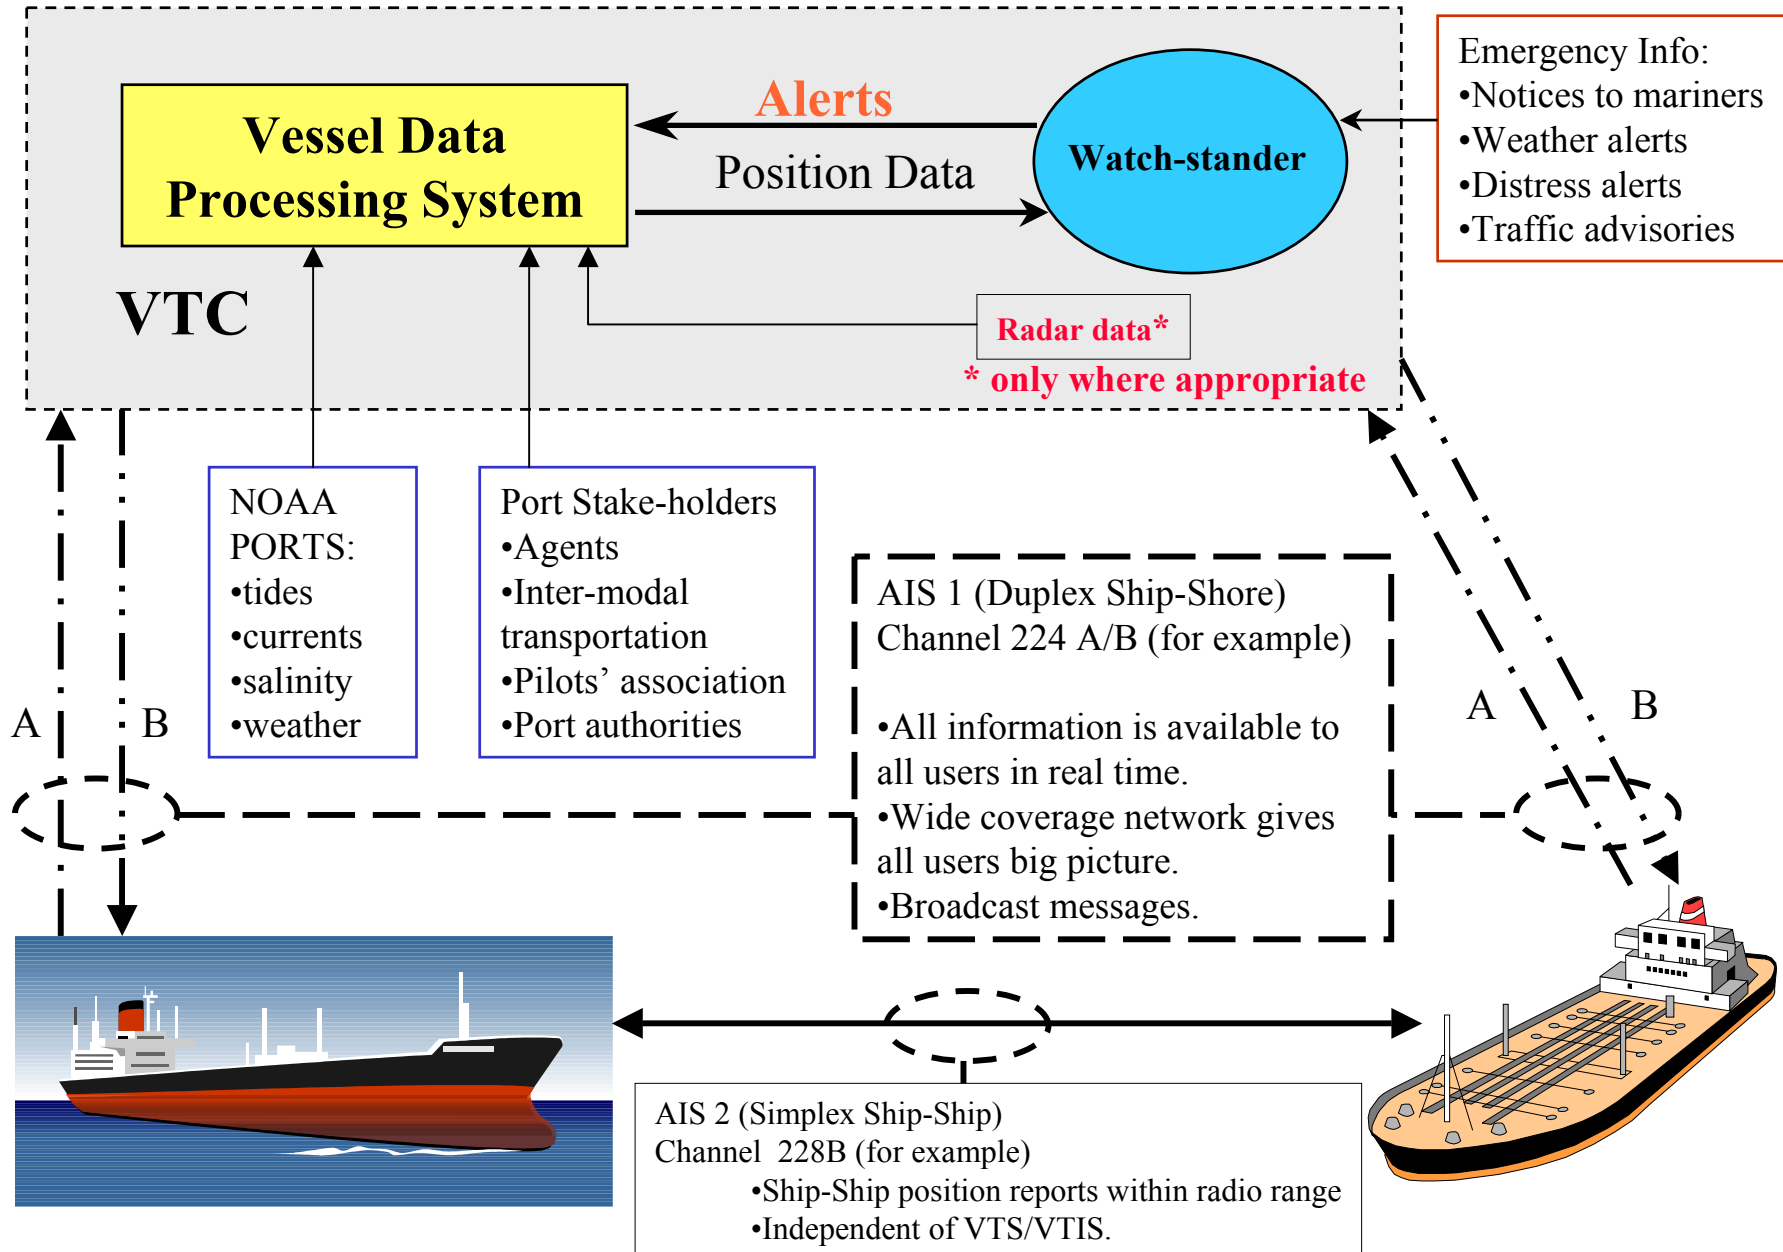 Vessel Data
Processing System
Alerts
Position Data
Watch-stander
Emergency Info:
•Notices to mariners
•Weather alerts
•Distress alerts
•Traffic advisories
VTC
Radar data*
* only where appropriate
NOAA
PORTS:
•tides
•currents
•salinity
•weather
Port Stake-holders
•Agents
•Inter-modal
transportation
•Pilots’ association
•Port authorities
AIS 1 (Duplex Ship-Shore)
Channel 224 A/B (for example)
•All information is available to
all users in real time.
•Wide coverage network gives
all users big picture.
•Broadcast messages.
A
B
A
B
AIS 2 (Simplex Ship-Ship)
Channel 228B (for example)
•Ship-Ship position reports within radio range
•Independent of VTS/VTIS.